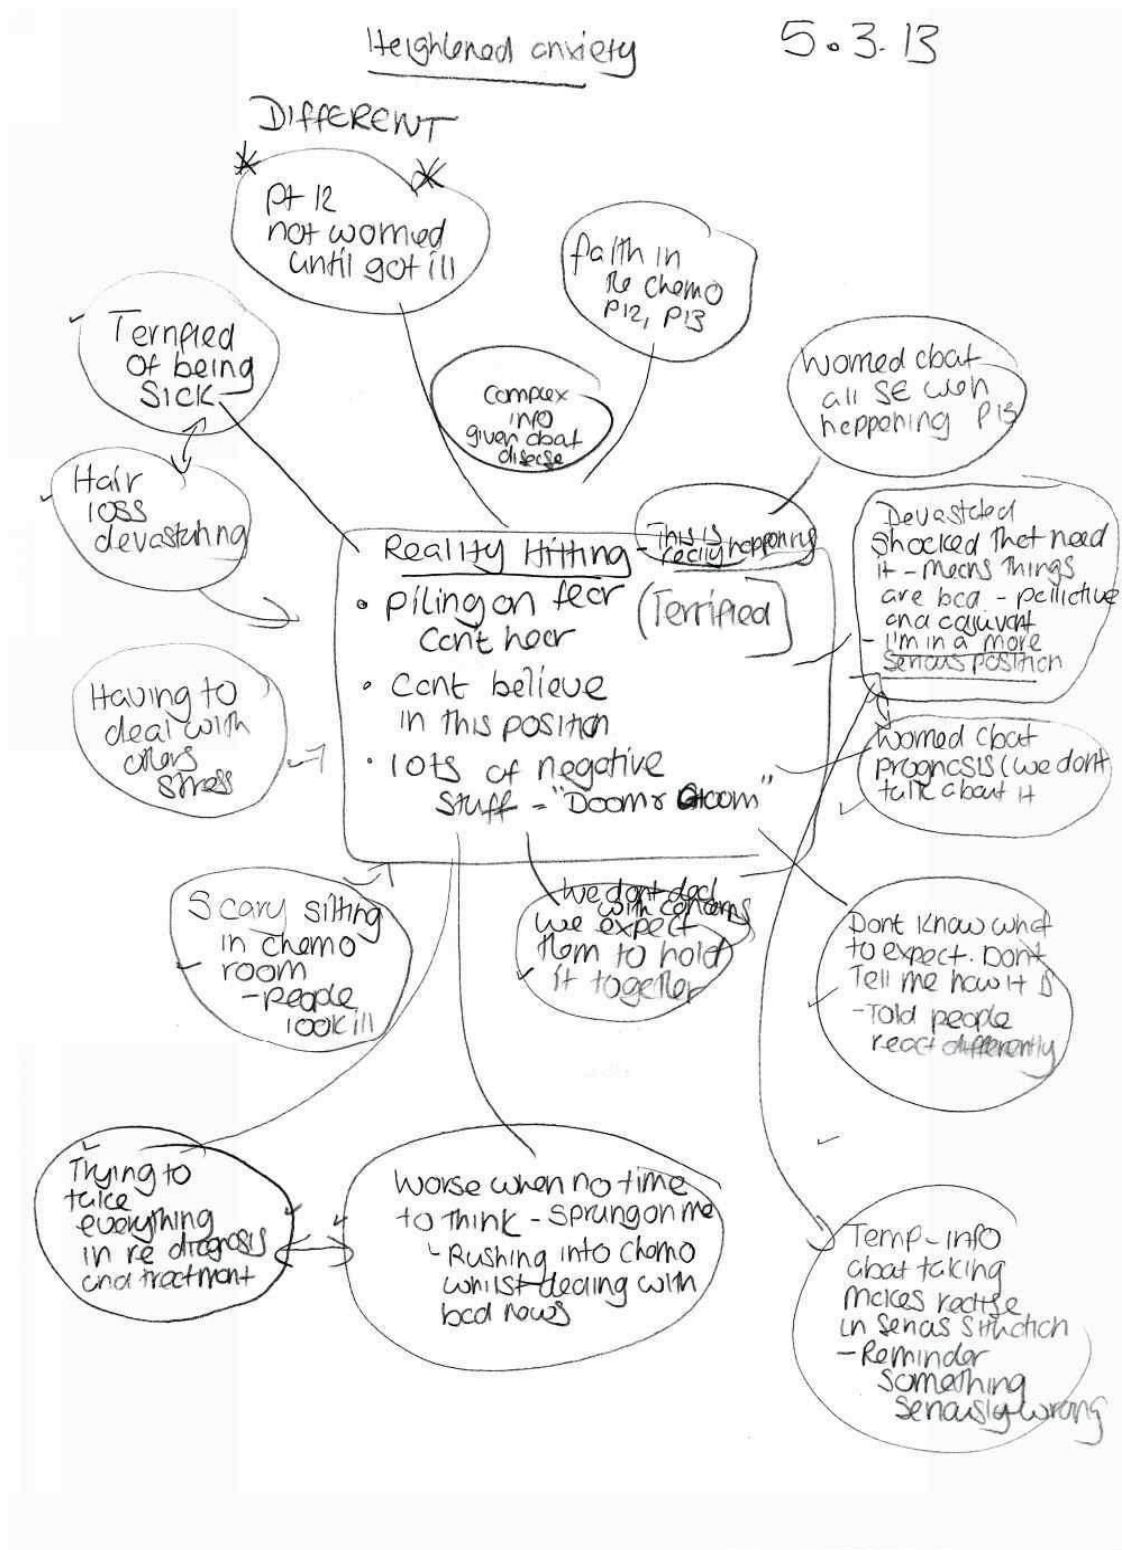 Heightened anxiety
5.3.13
DIFFERENT
pt 12
not worried
until got ill
faith in
the chemo
P12, P13
Terrified
of being
sick
complex
info
given about
disease
Worried about
all SE when
happening P13
Hair
loss
devastating
This is
really happening
Reality Hitting -
• piling on fear
(Terrified)
Can't hear
• Cant believe
in this position
• lots of negative
stuff - "Doom & Gloom"
Devastated
Shocked that need
it - means things
are bad - palliative
and adjuvant
- I'm in a more
serious position
Having to
deal with
others
stress
Worried about
prognosis (we dont
talk about it
Scary sitting
in chemo
room
- people
look ill
We dont deal
with concerns
we expect
them to hold
it together
Dont know what
to expect. Dont
Tell me how it is
- Told people
react differently
Trying to
take
everything
in re diagnosis
and treatment
Worse when no time
to think - sprung on me
Rushing into chemo
whilst dealing with
bad news
Temp - info
about taking
makes realise
in serious situation
- Reminder
something
seriously wrong